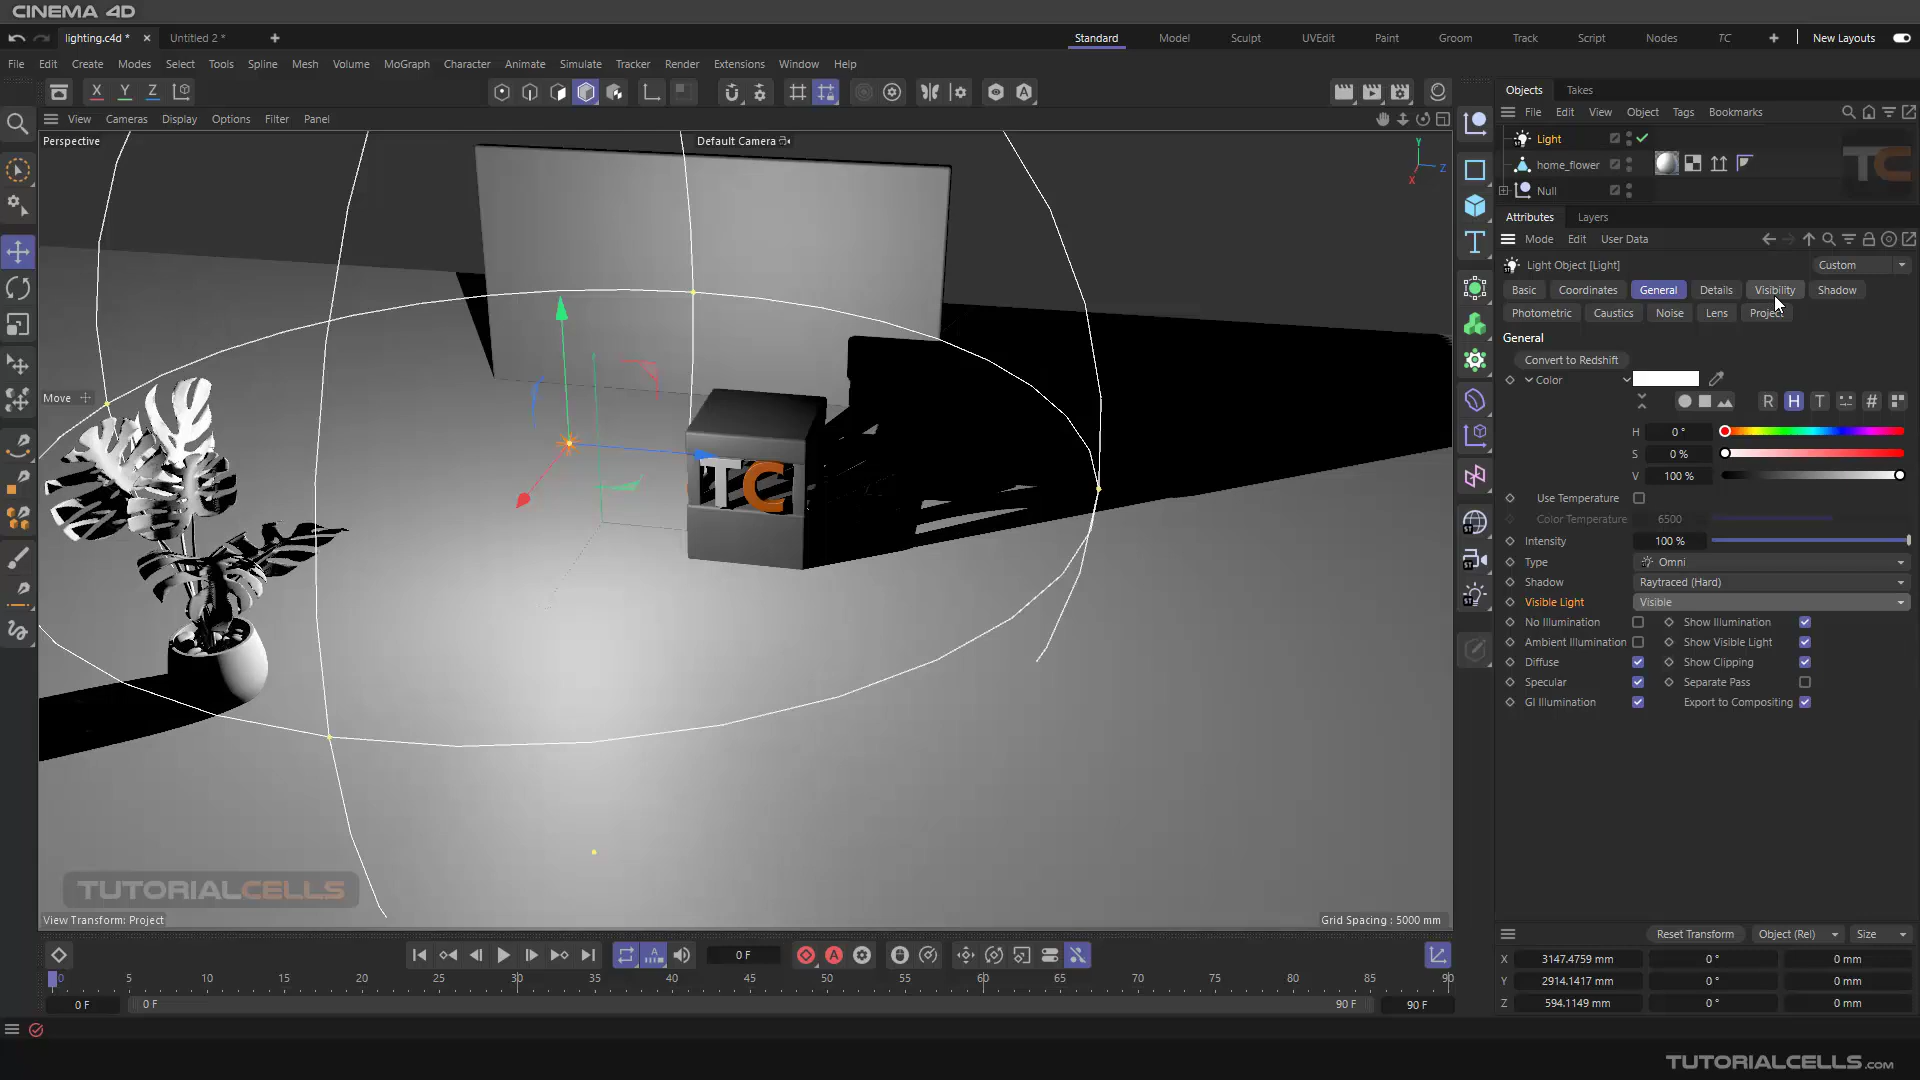 CINEMA 4D
lighting.c4d *
Untitled 2 *
Standard
Model
Sculpt
UVEdit
Paint
Groom
Track
Script
Nodes
TC
New Layouts
File Edit Create Modes Select Tools Spline Mesh Volume MoGraph Character Animate Simulate Tracker Render Extensions Window Help
X Y Z
View Cameras Display Options Filter Panel
Perspective
Default Camera
Y
Z
X
Move
TC
TUTORIALCELLS
View Transform: Project
Grid Spacing : 5000 mm
Objects Takes
File Edit View Object Tags Bookmarks
Light
home_flower
Null
TC
Attributes Layers
Mode Edit User Data
Light Object [Light]
Custom
Basic Coordinates General Details Visibility Shadow
Photometric Caustics Noise Lens Project
General
Convert to Redshift
Color
R H T #
H 0 °
S 0 %
V 100 %
Use Temperature
Color Temperature 6500
Intensity 100 %
Type Omni
Shadow Raytraced (Hard)
Visible Light Visible
No Illumination Show Illumination
Ambient Illumination Show Visible Light
Diffuse Show Clipping
Specular Separate Pass
GI Illumination Export to Compositing
0 F
0 5 10 15 20 25 30 35 40 45 50 55 60 65 70 75 80 85 90
0 F 0 F 90 F 90 F
Reset Transform Object (Rel) Size
X 3147.4759 mm 0 ° 0 mm
Y 2914.1417 mm 0 ° 0 mm
Z 594.1149 mm 0 ° 0 mm
TUTORIALCELLS.com